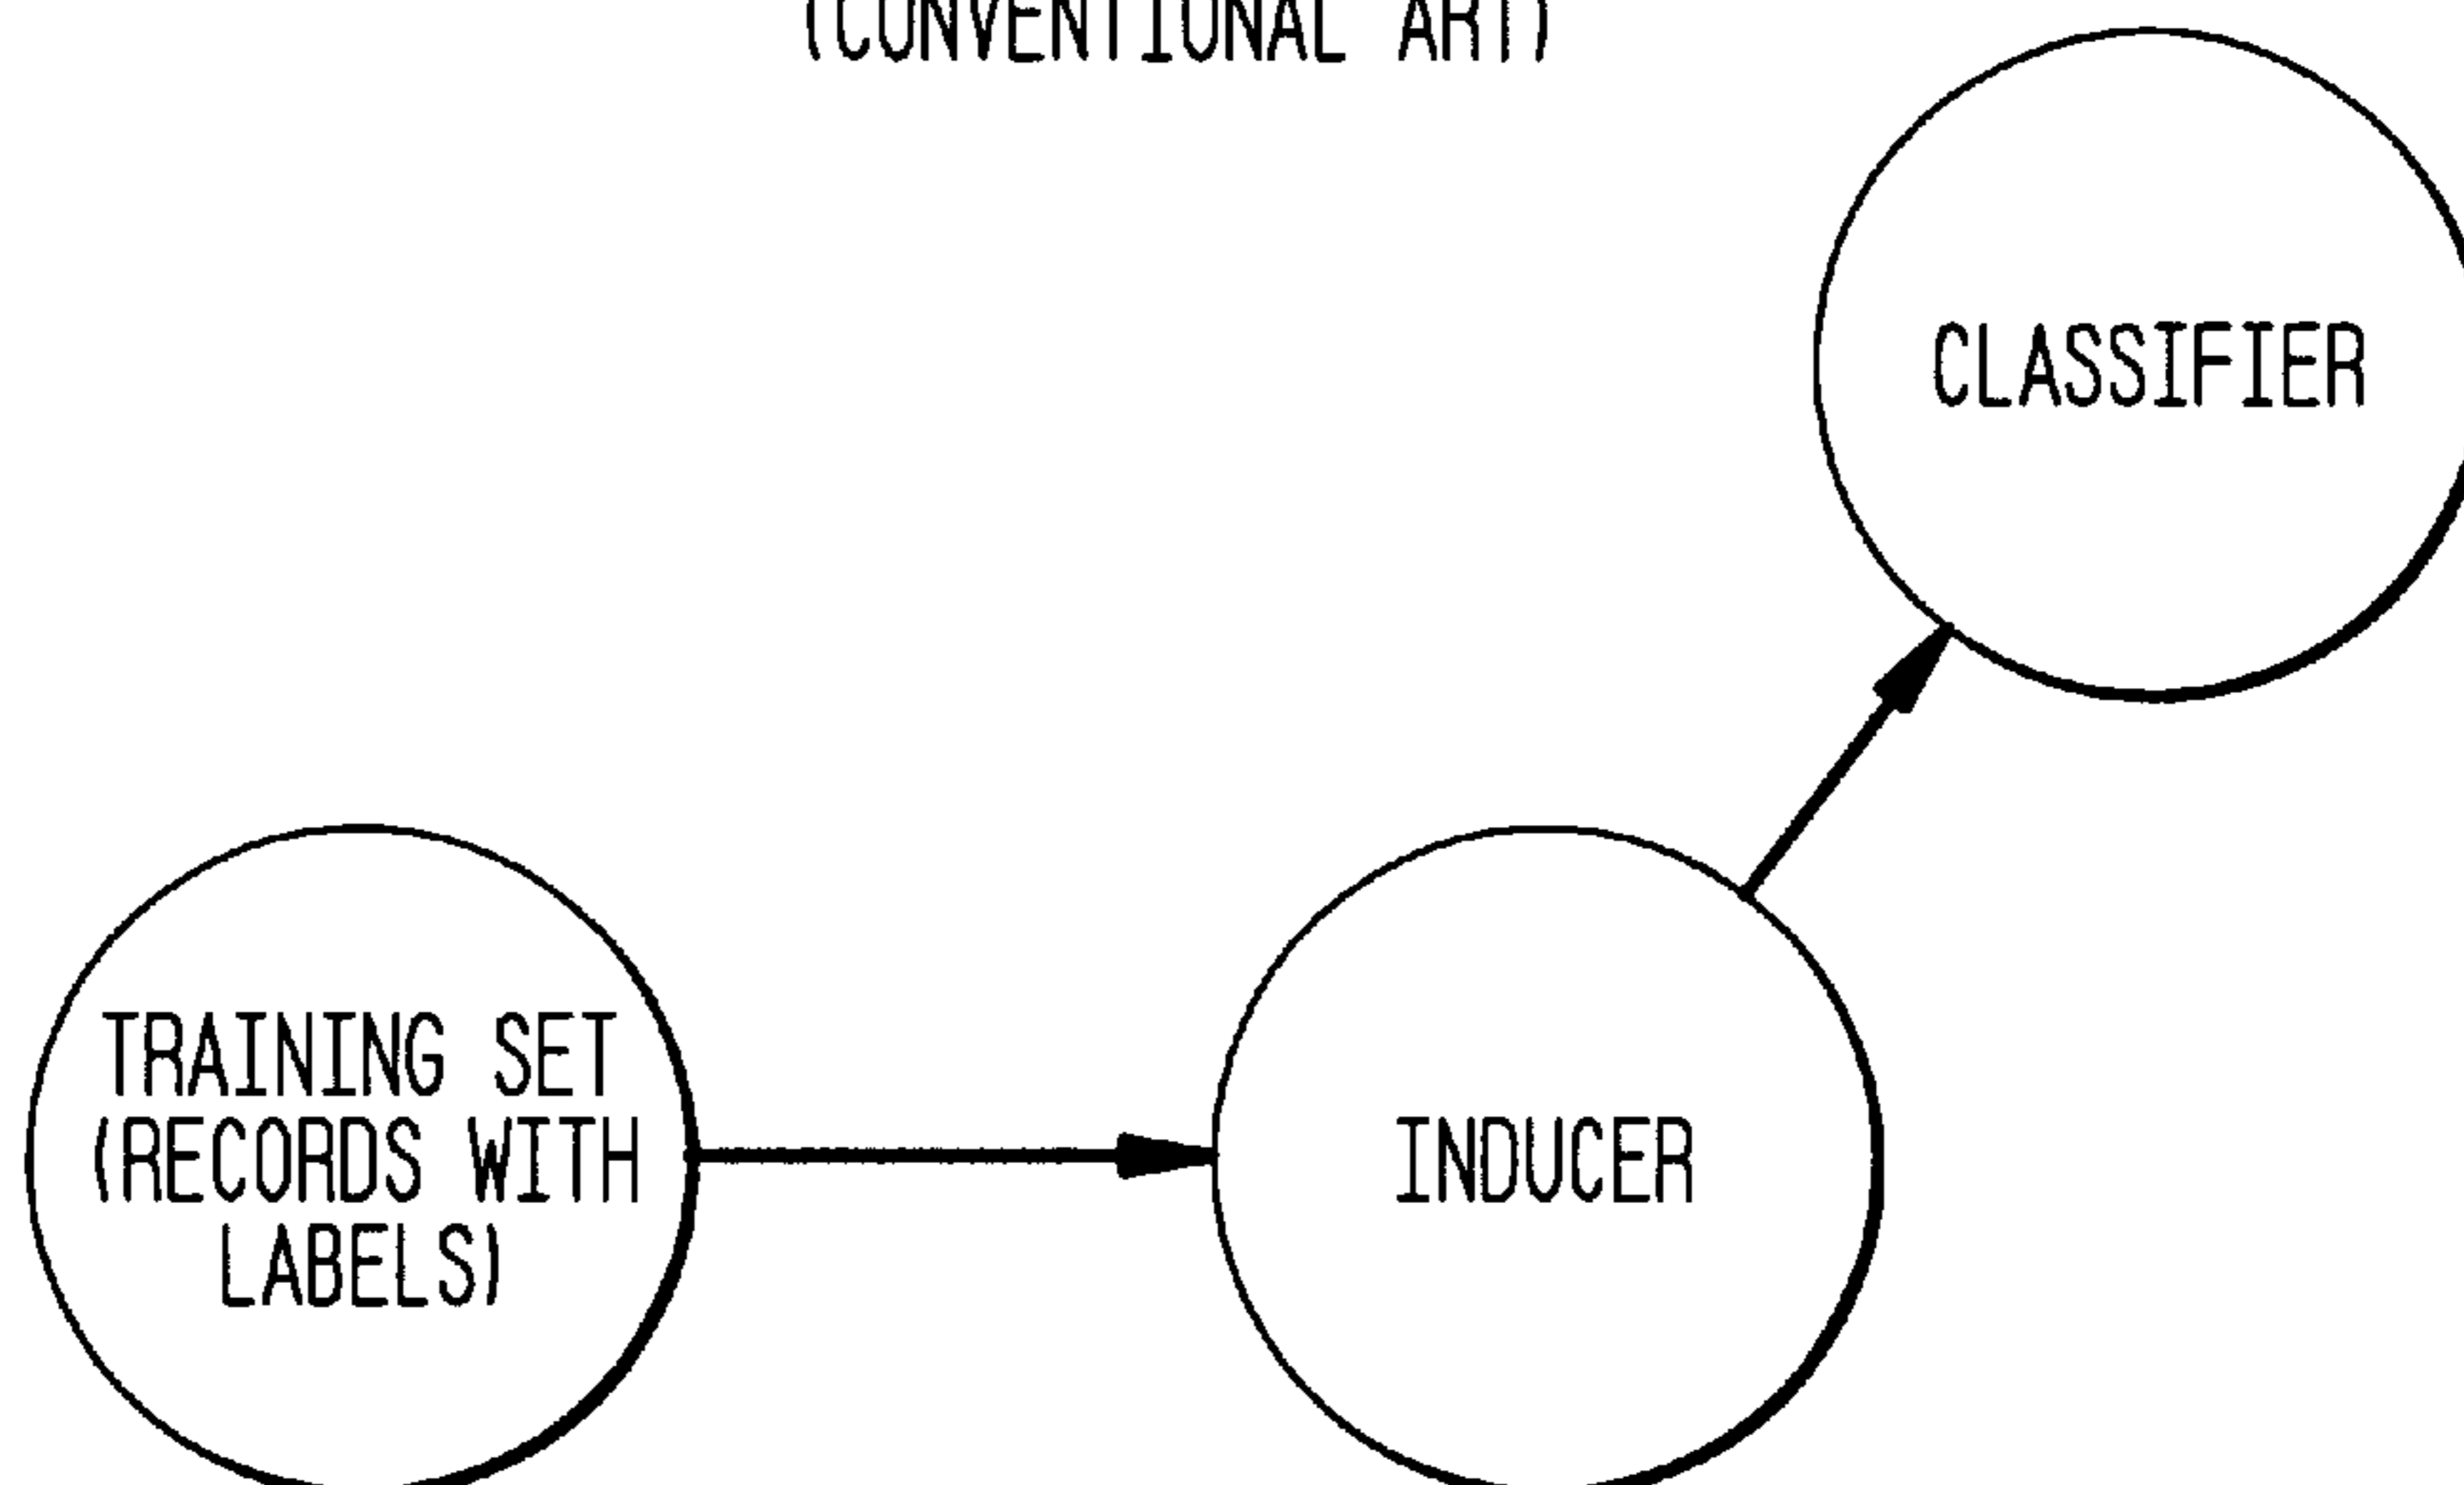 (CONVENTIONAL ART)
CLASSIFIER
TRAINING SET
(RECORDS WITH
LABELS)
INDUCER